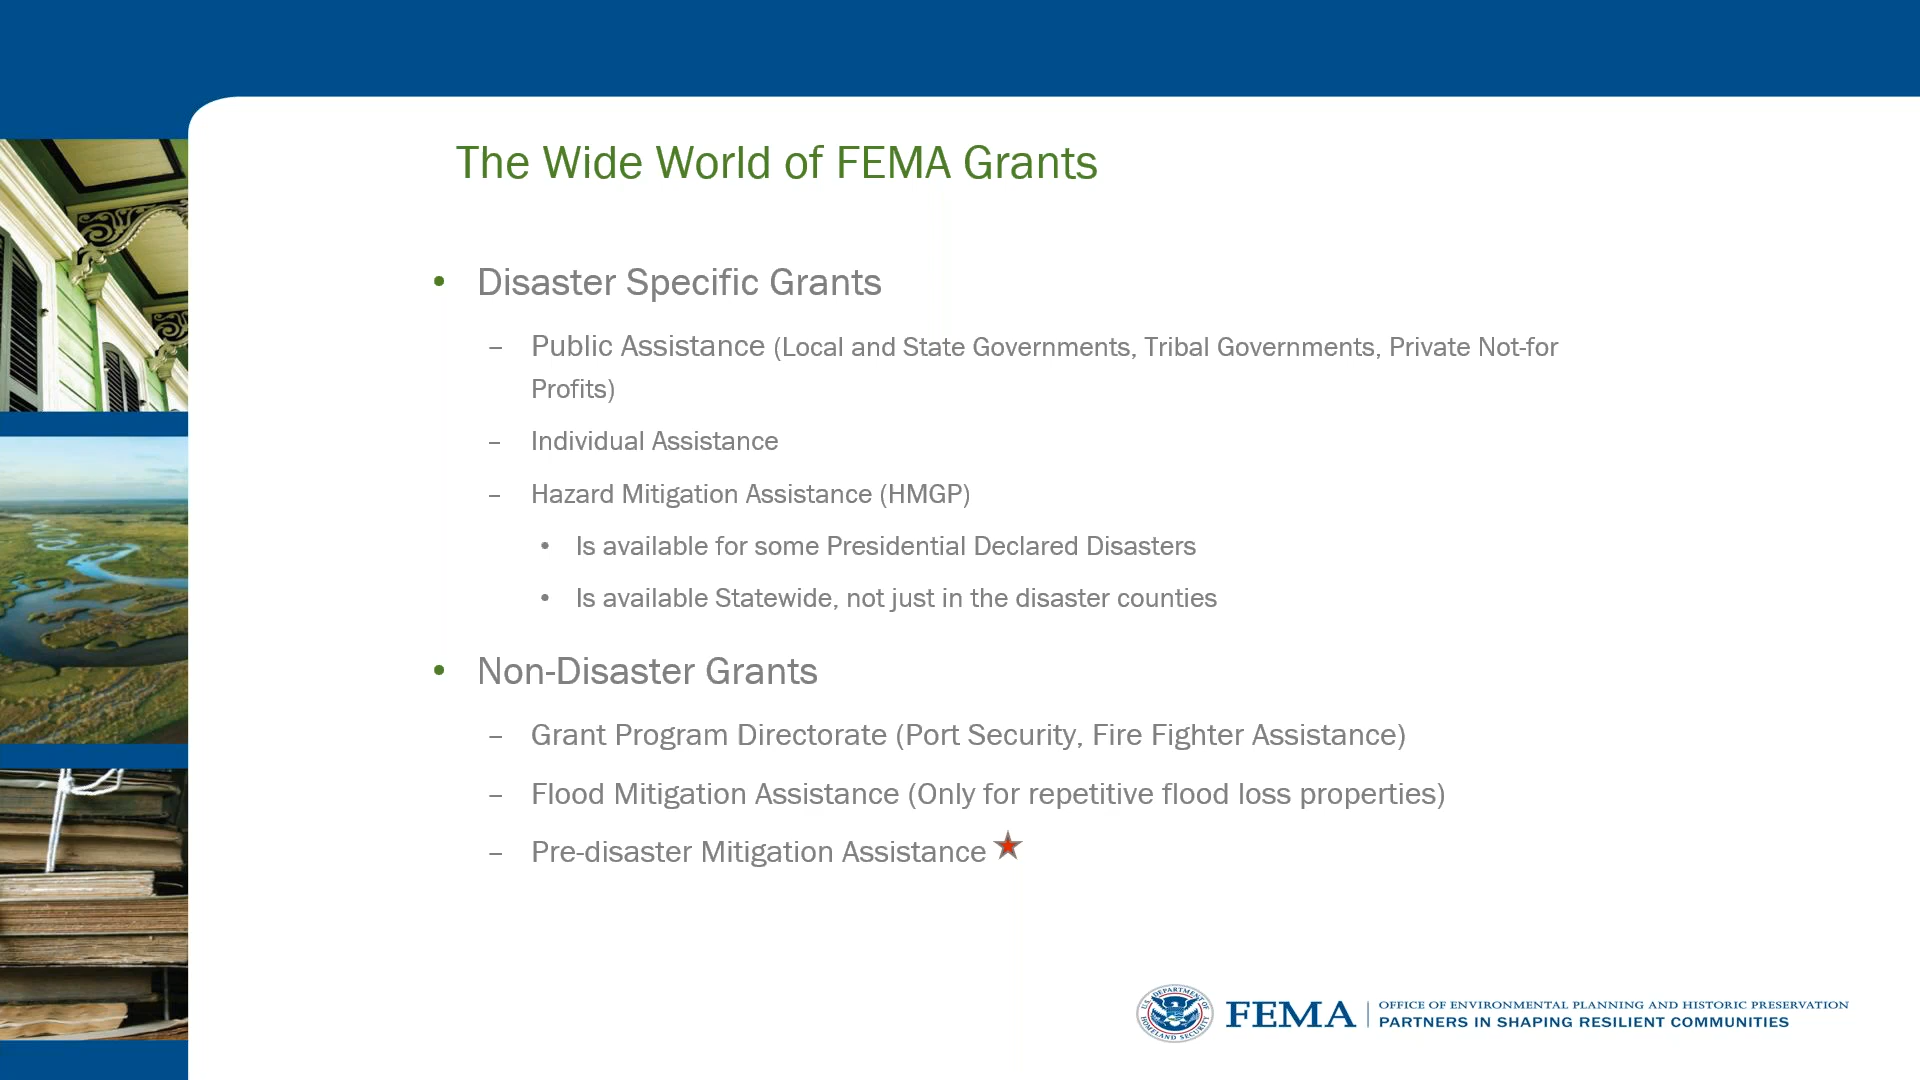 The Wide World of FEMA Grants
• Disaster Specific Grants
– Public Assistance (Local and State Governments, Tribal Governments, Private Not-for
Profits)
– Individual Assistance
– Hazard Mitigation Assistance (HMGP)
• Is available for some Presidential Declared Disasters
• Is available Statewide, not just in the disaster counties
• Non-Disaster Grants
– Grant Program Directorate (Port Security, Fire Fighter Assistance)
– Flood Mitigation Assistance (Only for repetitive flood loss properties)
– Pre-disaster Mitigation Assistance
U.S. DEPARTMENT OF HOMELAND SECURITY
FEMA
OFFICE OF ENVIRONMENTAL PLANNING AND HISTORIC PRESERVATION
PARTNERS IN SHAPING RESILIENT COMMUNITIES